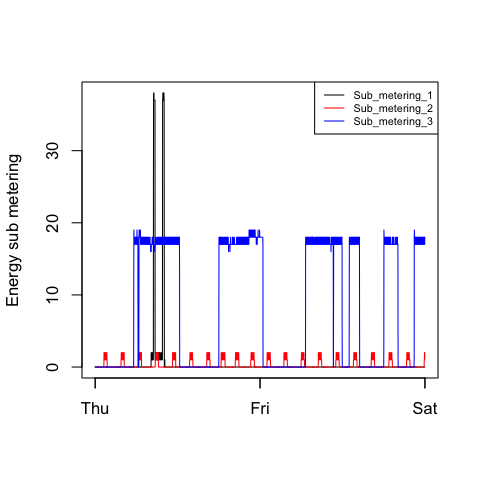 Sub_metering_1
Sub_metering_2
Sub_metering_3
Energy sub metering
30
20
10
0
Thu Fri Sat